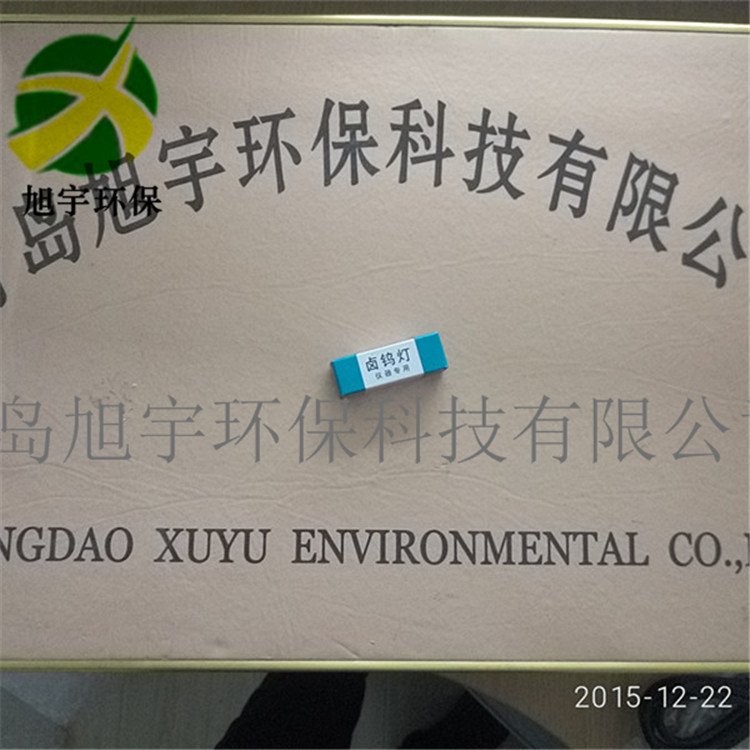 旭宇环保
岛旭宇环保科技有限公
卤钨灯
仪器专用
岛旭宇环保科技有限公
NGDAO XUYU ENVIRONMENTAL CO.,
2015-12-22